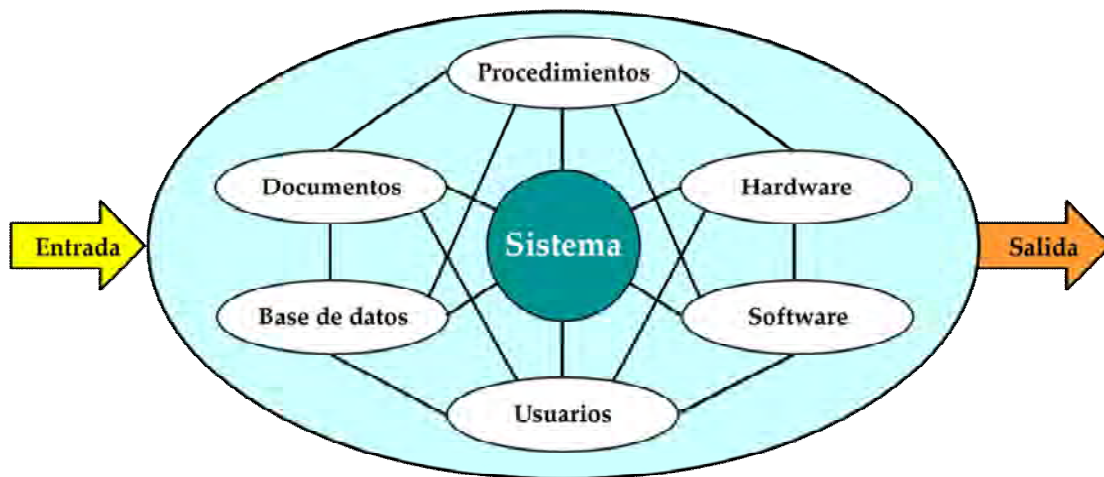 Procedimientos
Documentos
Hardware
Entrada
Sistema
Salida
Base de datos
Software
Usuarios